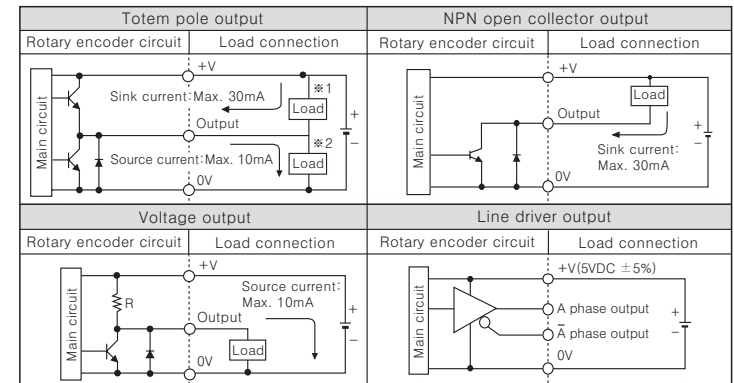 Totem pole output
Rotary encoder circuit
Load connection
Main circuit
+V
※1
Sink current: Max. 30mA
Load
Output
※2
Source current: Max. 10mA
Load
0V
+
−
NPN open collector output
Rotary encoder circuit
Load connection
Main circuit
+V
Load
Output
Sink current:
Max. 30mA
0V
+
−
Voltage output
Rotary encoder circuit
Load connection
Main circuit
+V
R
Source current:
Max. 10mA
Output
Load
0V
+
−
Line driver output
Rotary encoder circuit
Load connection
Main circuit
+V(5VDC ±5%)
A phase output
A̅ phase output
0V
+
−